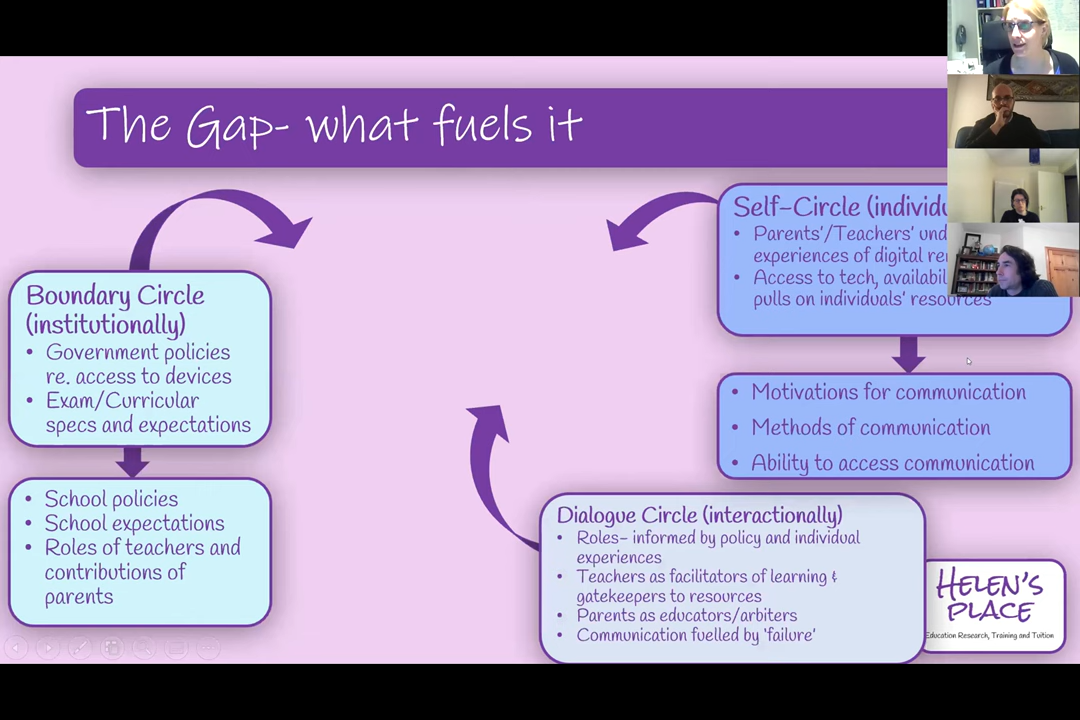 The Gap- what fuels it
Boundary Circle
(institutionally)
• Government policies
re. access to devices
• Exam/Curricular
specs and expectations
• School policies
• School expectations
• Roles of teachers and
contributions of
parents
Self-Circle
• Parents'/Teachers'
experiences of digital
• Access to tech,
pulls on individuals' resources
• Motivations for communication
• Methods of communication
• Ability to access communication
Dialogue Circle (interactionally)
• Roles- informed by policy and individual
experiences
• Teachers as facilitators of learning &
gatekeepers to resources
• Parents as educators/arbiters
• Communication fuelled by 'failure'
HELEN'S
PLACE
Education Research, Training and Tuition